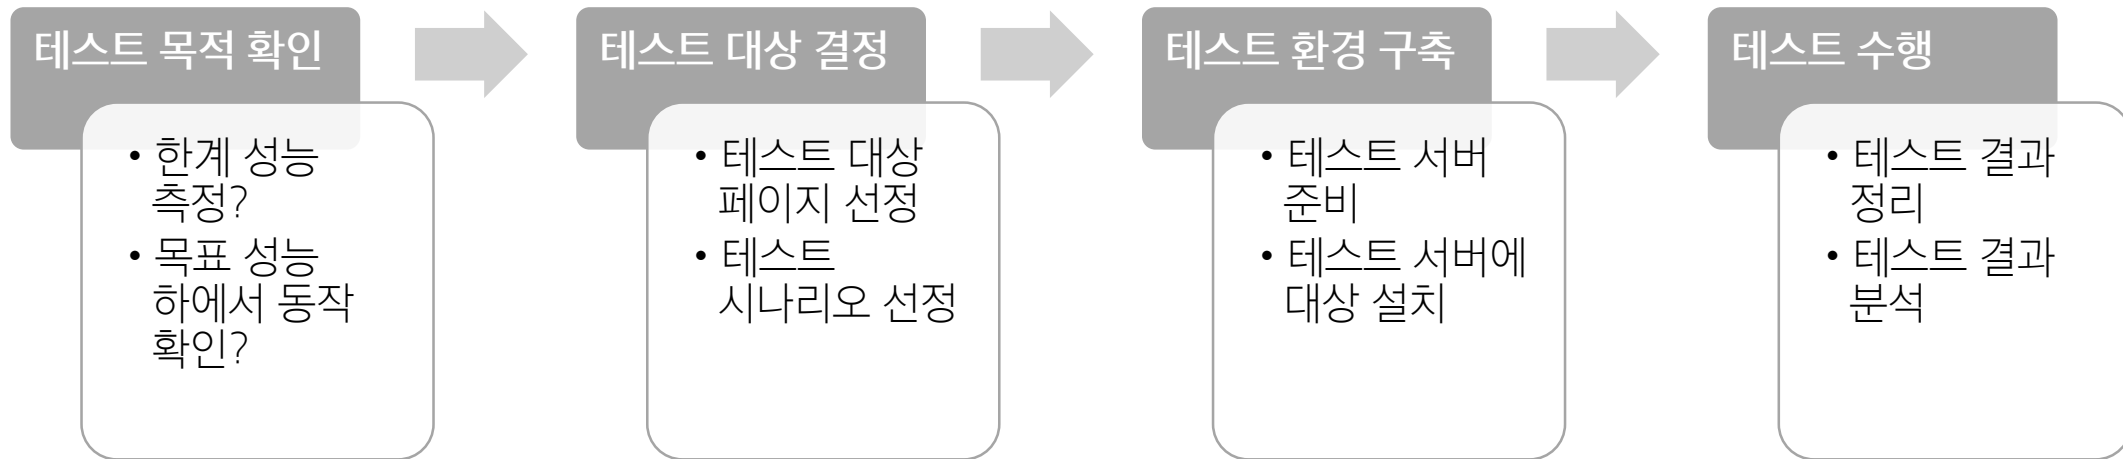 테스트 목적 확인
• 한계 성능
측정?
• 목표 성능
하에서 동작
확인?
테스트 대상 결정
• 테스트 대상
페이지 선정
• 테스트
시나리오 선정
테스트 환경 구축
• 테스트 서버
준비
• 테스트 서버에
대상 설치
테스트 수행
• 테스트 결과
정리
• 테스트 결과
분석